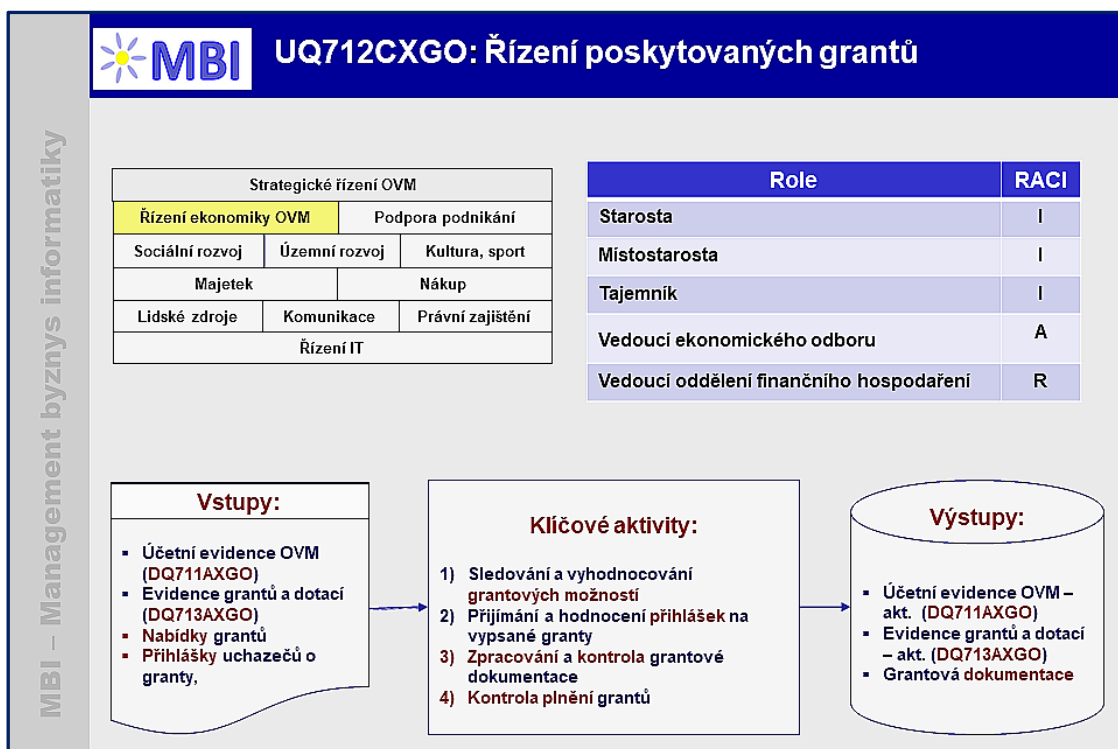 MBI
UQ712CXGO: Řízení poskytovaných grantů
MBI – Management byznys informatiky
Strategické řízení OVM
Řízení ekonomiky OVM
Podpora podnikání
Sociální rozvoj
Územní rozvoj
Kultura, sport
Majetek
Nákup
Lidské zdroje
Komunikace
Právní zajištění
Řízení IT
Role RACI
Starosta I
Místostarosta I
Tajemník I
Vedoucí ekonomického odboru A
Vedoucí oddělení finančního hospodaření R
Vstupy:
▪ Účetní evidence OVM
(DQ711AXGO)
▪ Evidence grantů a dotací
(DQ713AXGO)
▪ Nabídky grantů
▪ Přihlášky uchazečů o
granty,
Klíčové aktivity:
1) Sledování a vyhodnocování
grantových možností
2) Přijímání a hodnocení přihlášek na
vypsané granty
3) Zpracování a kontrola grantové
dokumentace
4) Kontrola plnění grantů
Výstupy:
▪ Účetní evidence OVM –
akt. (DQ711AXGO)
▪ Evidence grantů a dotací
– akt. (DQ713AXGO)
▪ Grantová dokumentace